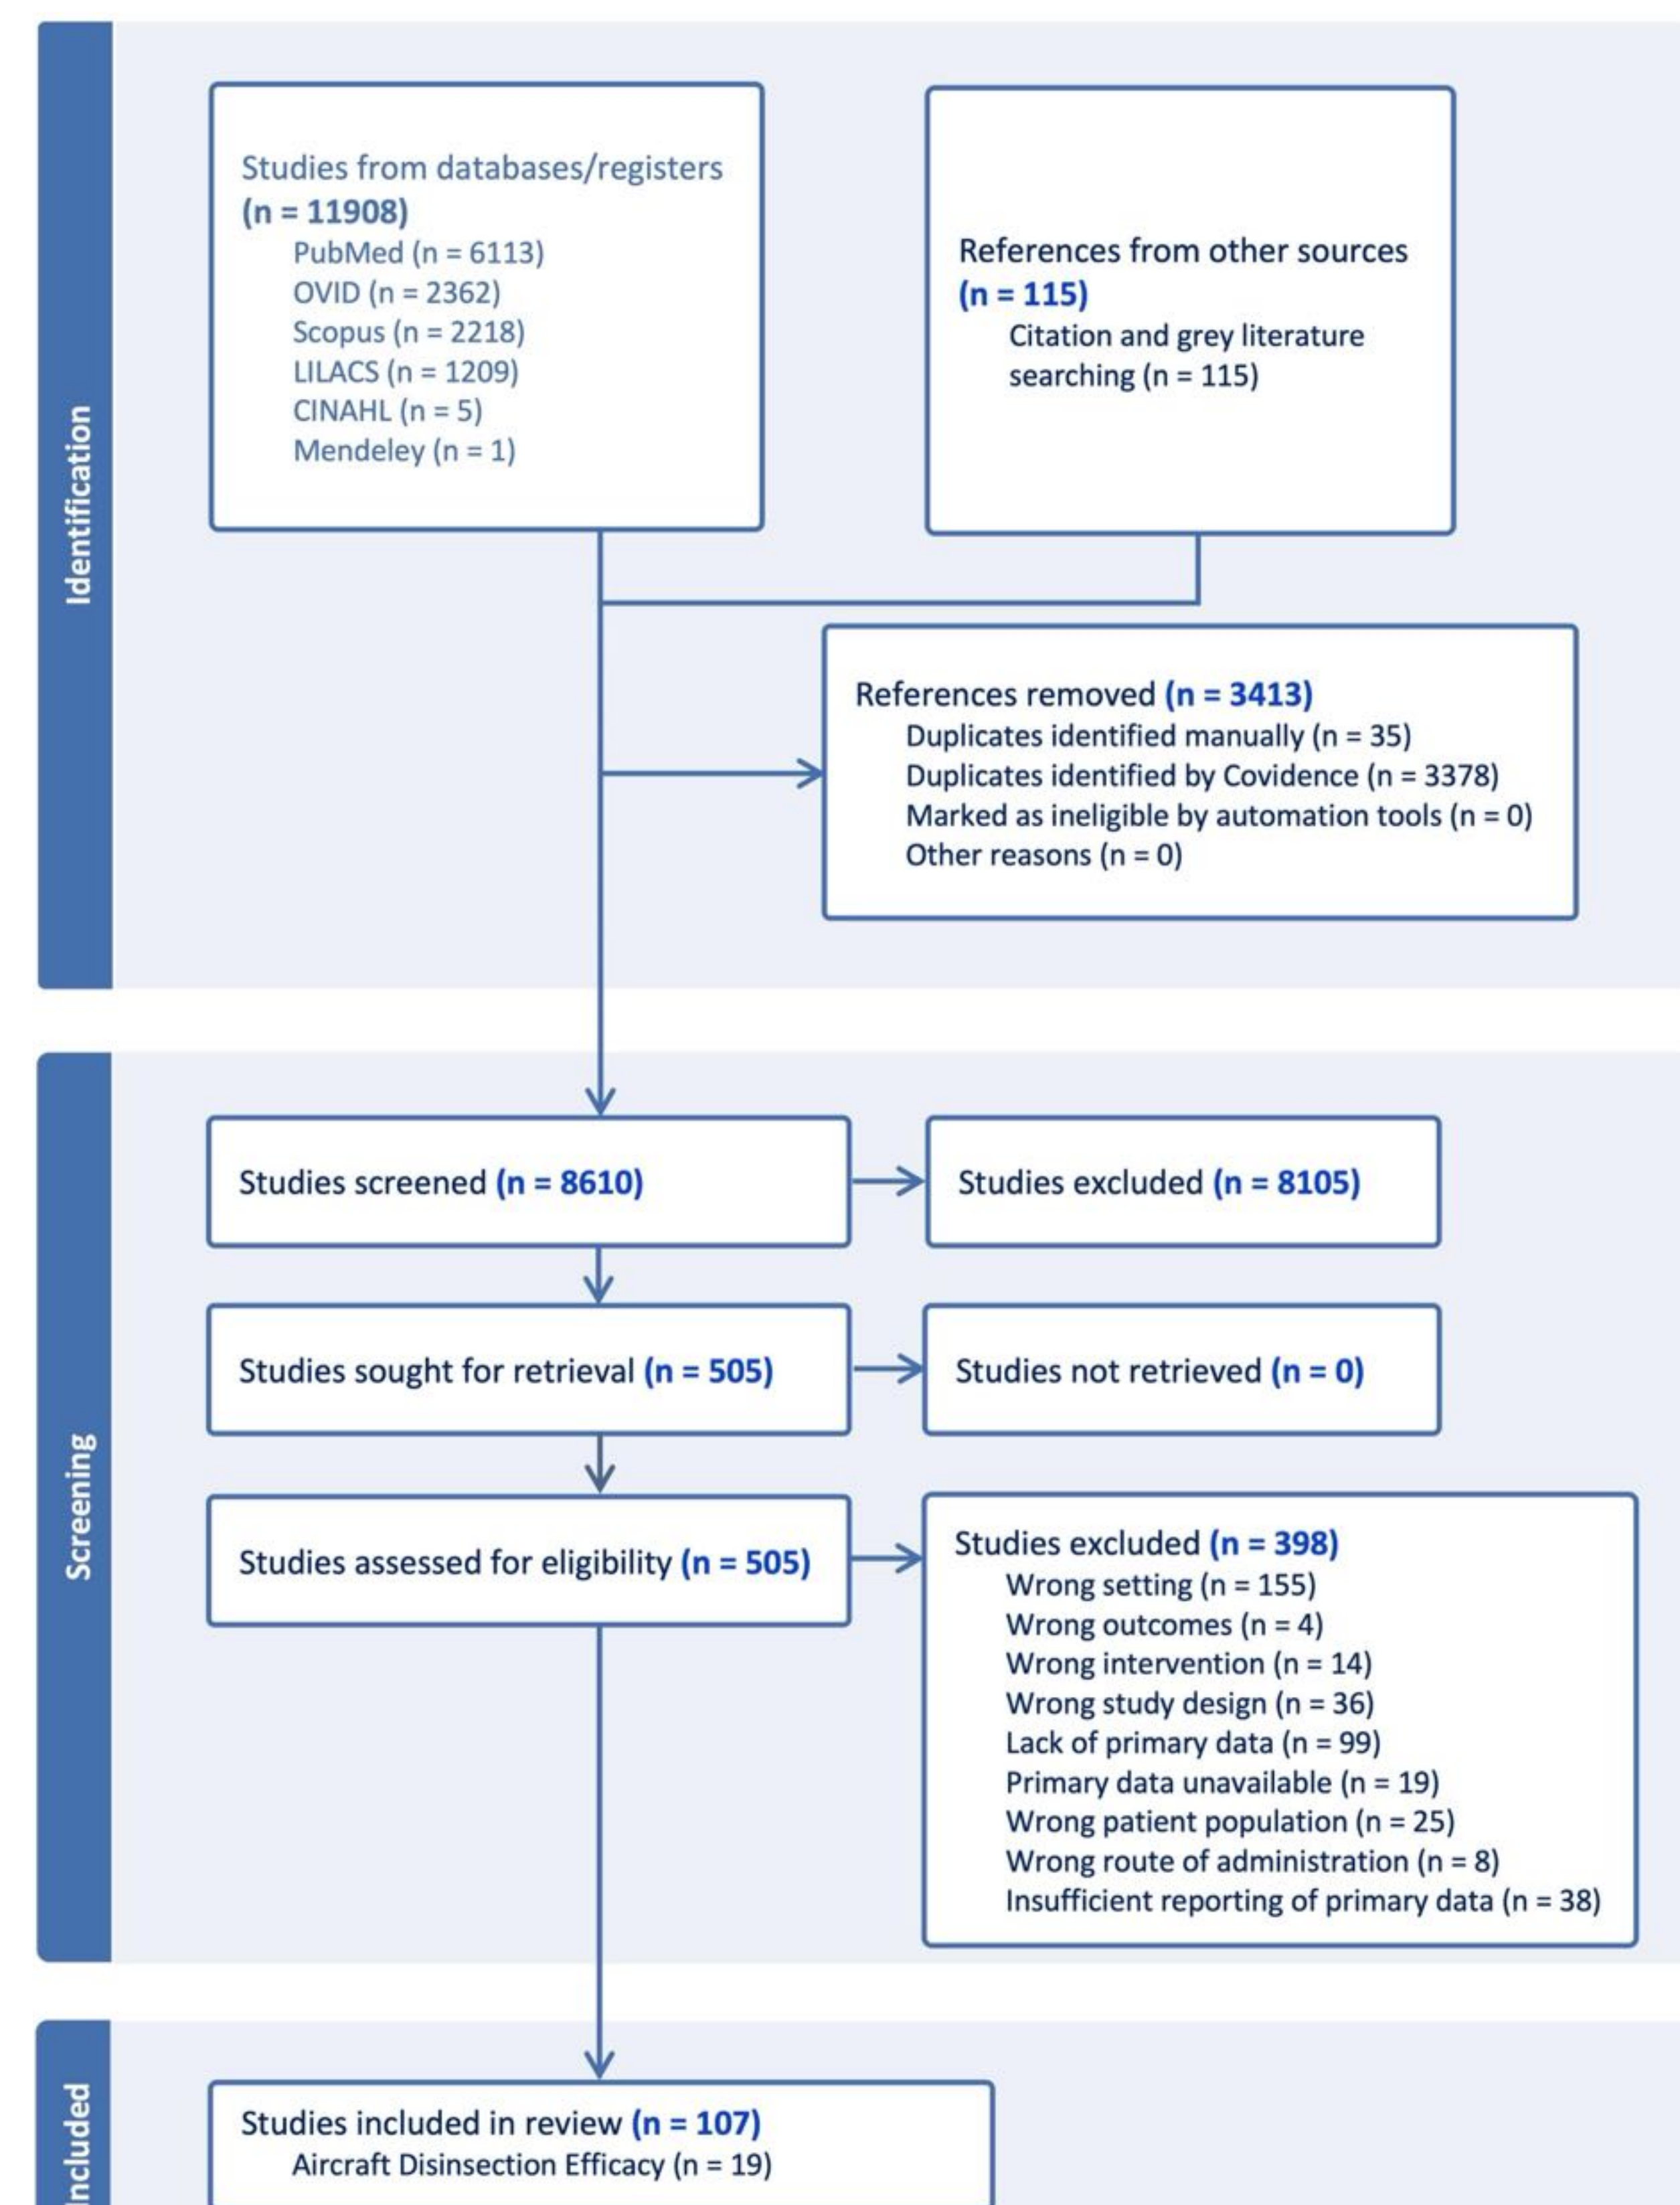 Identification
Studies from databases/registers
(n = 11908)
PubMed (n = 6113)
OVID (n = 2362)
Scopus (n = 2218)
LILACS (n = 1209)
CINAHL (n = 5)
Mendeley (n = 1)
References from other sources
(n = 115)
Citation and grey literature
searching (n = 115)
References removed (n = 3413)
Duplicates identified manually (n = 35)
Duplicates identified by Covidence (n = 3378)
Marked as ineligible by automation tools (n = 0)
Other reasons (n = 0)
Screening
Studies screened (n = 8610)
Studies excluded (n = 8105)
Studies sought for retrieval (n = 505)
Studies not retrieved (n = 0)
Studies assessed for eligibility (n = 505)
Studies excluded (n = 398)
Wrong setting (n = 155)
Wrong outcomes (n = 4)
Wrong intervention (n = 14)
Wrong study design (n = 36)
Lack of primary data (n = 99)
Primary data unavailable (n = 19)
Wrong patient population (n = 25)
Wrong route of administration (n = 8)
Insufficient reporting of primary data (n = 38)
Included
Studies included in review (n = 107)
Aircraft Disinsection Efficacy (n = 19)